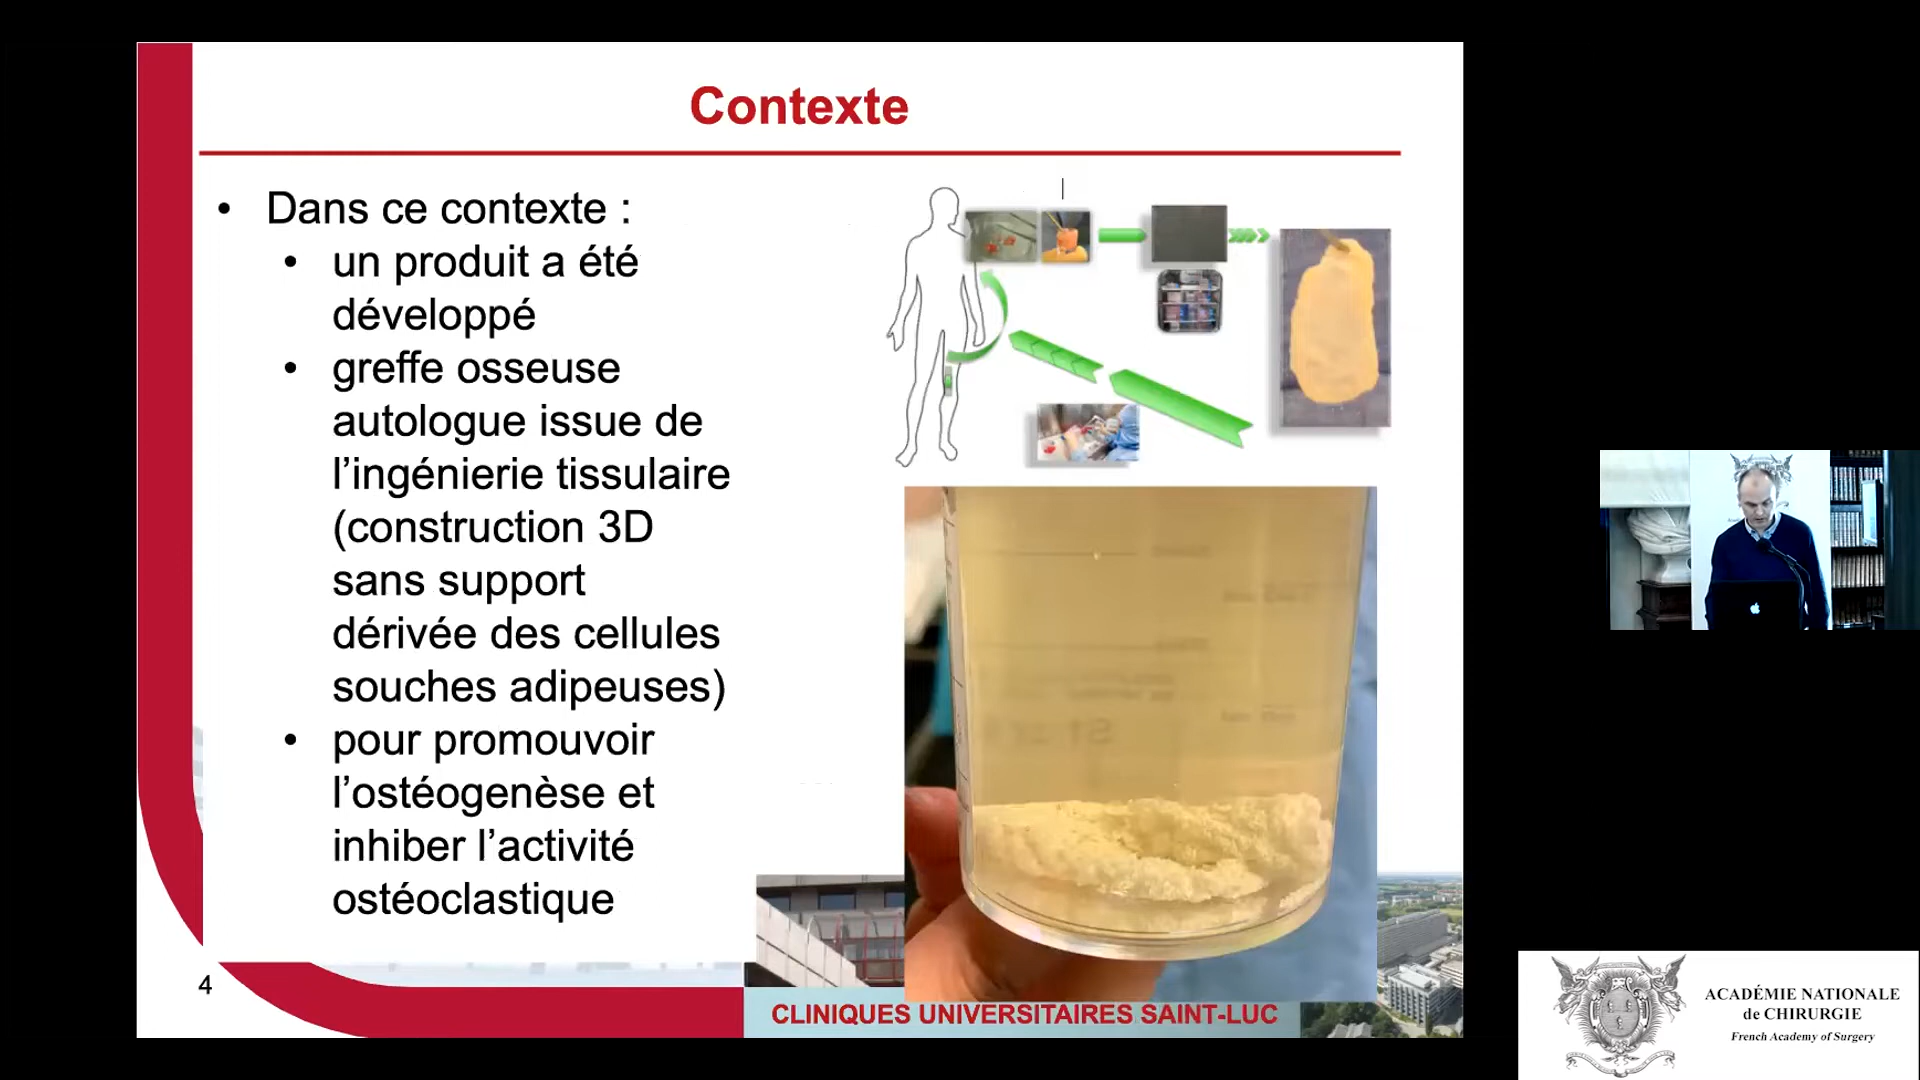 Contexte
• Dans ce contexte :
• un produit a été
développé
• greffe osseuse
autologue issue de
l’ingénierie tissulaire
(construction 3D
sans support
dérivée des cellules
souches adipeuses)
• pour promouvoir
l’ostéogenèse et
inhiber l’activité
ostéoclastique
4
CLINIQUES UNIVERSITAIRES SAINT-LUC
ACADÉMIE NATIONALE
de CHIRURGIE
French Academy of Surgery